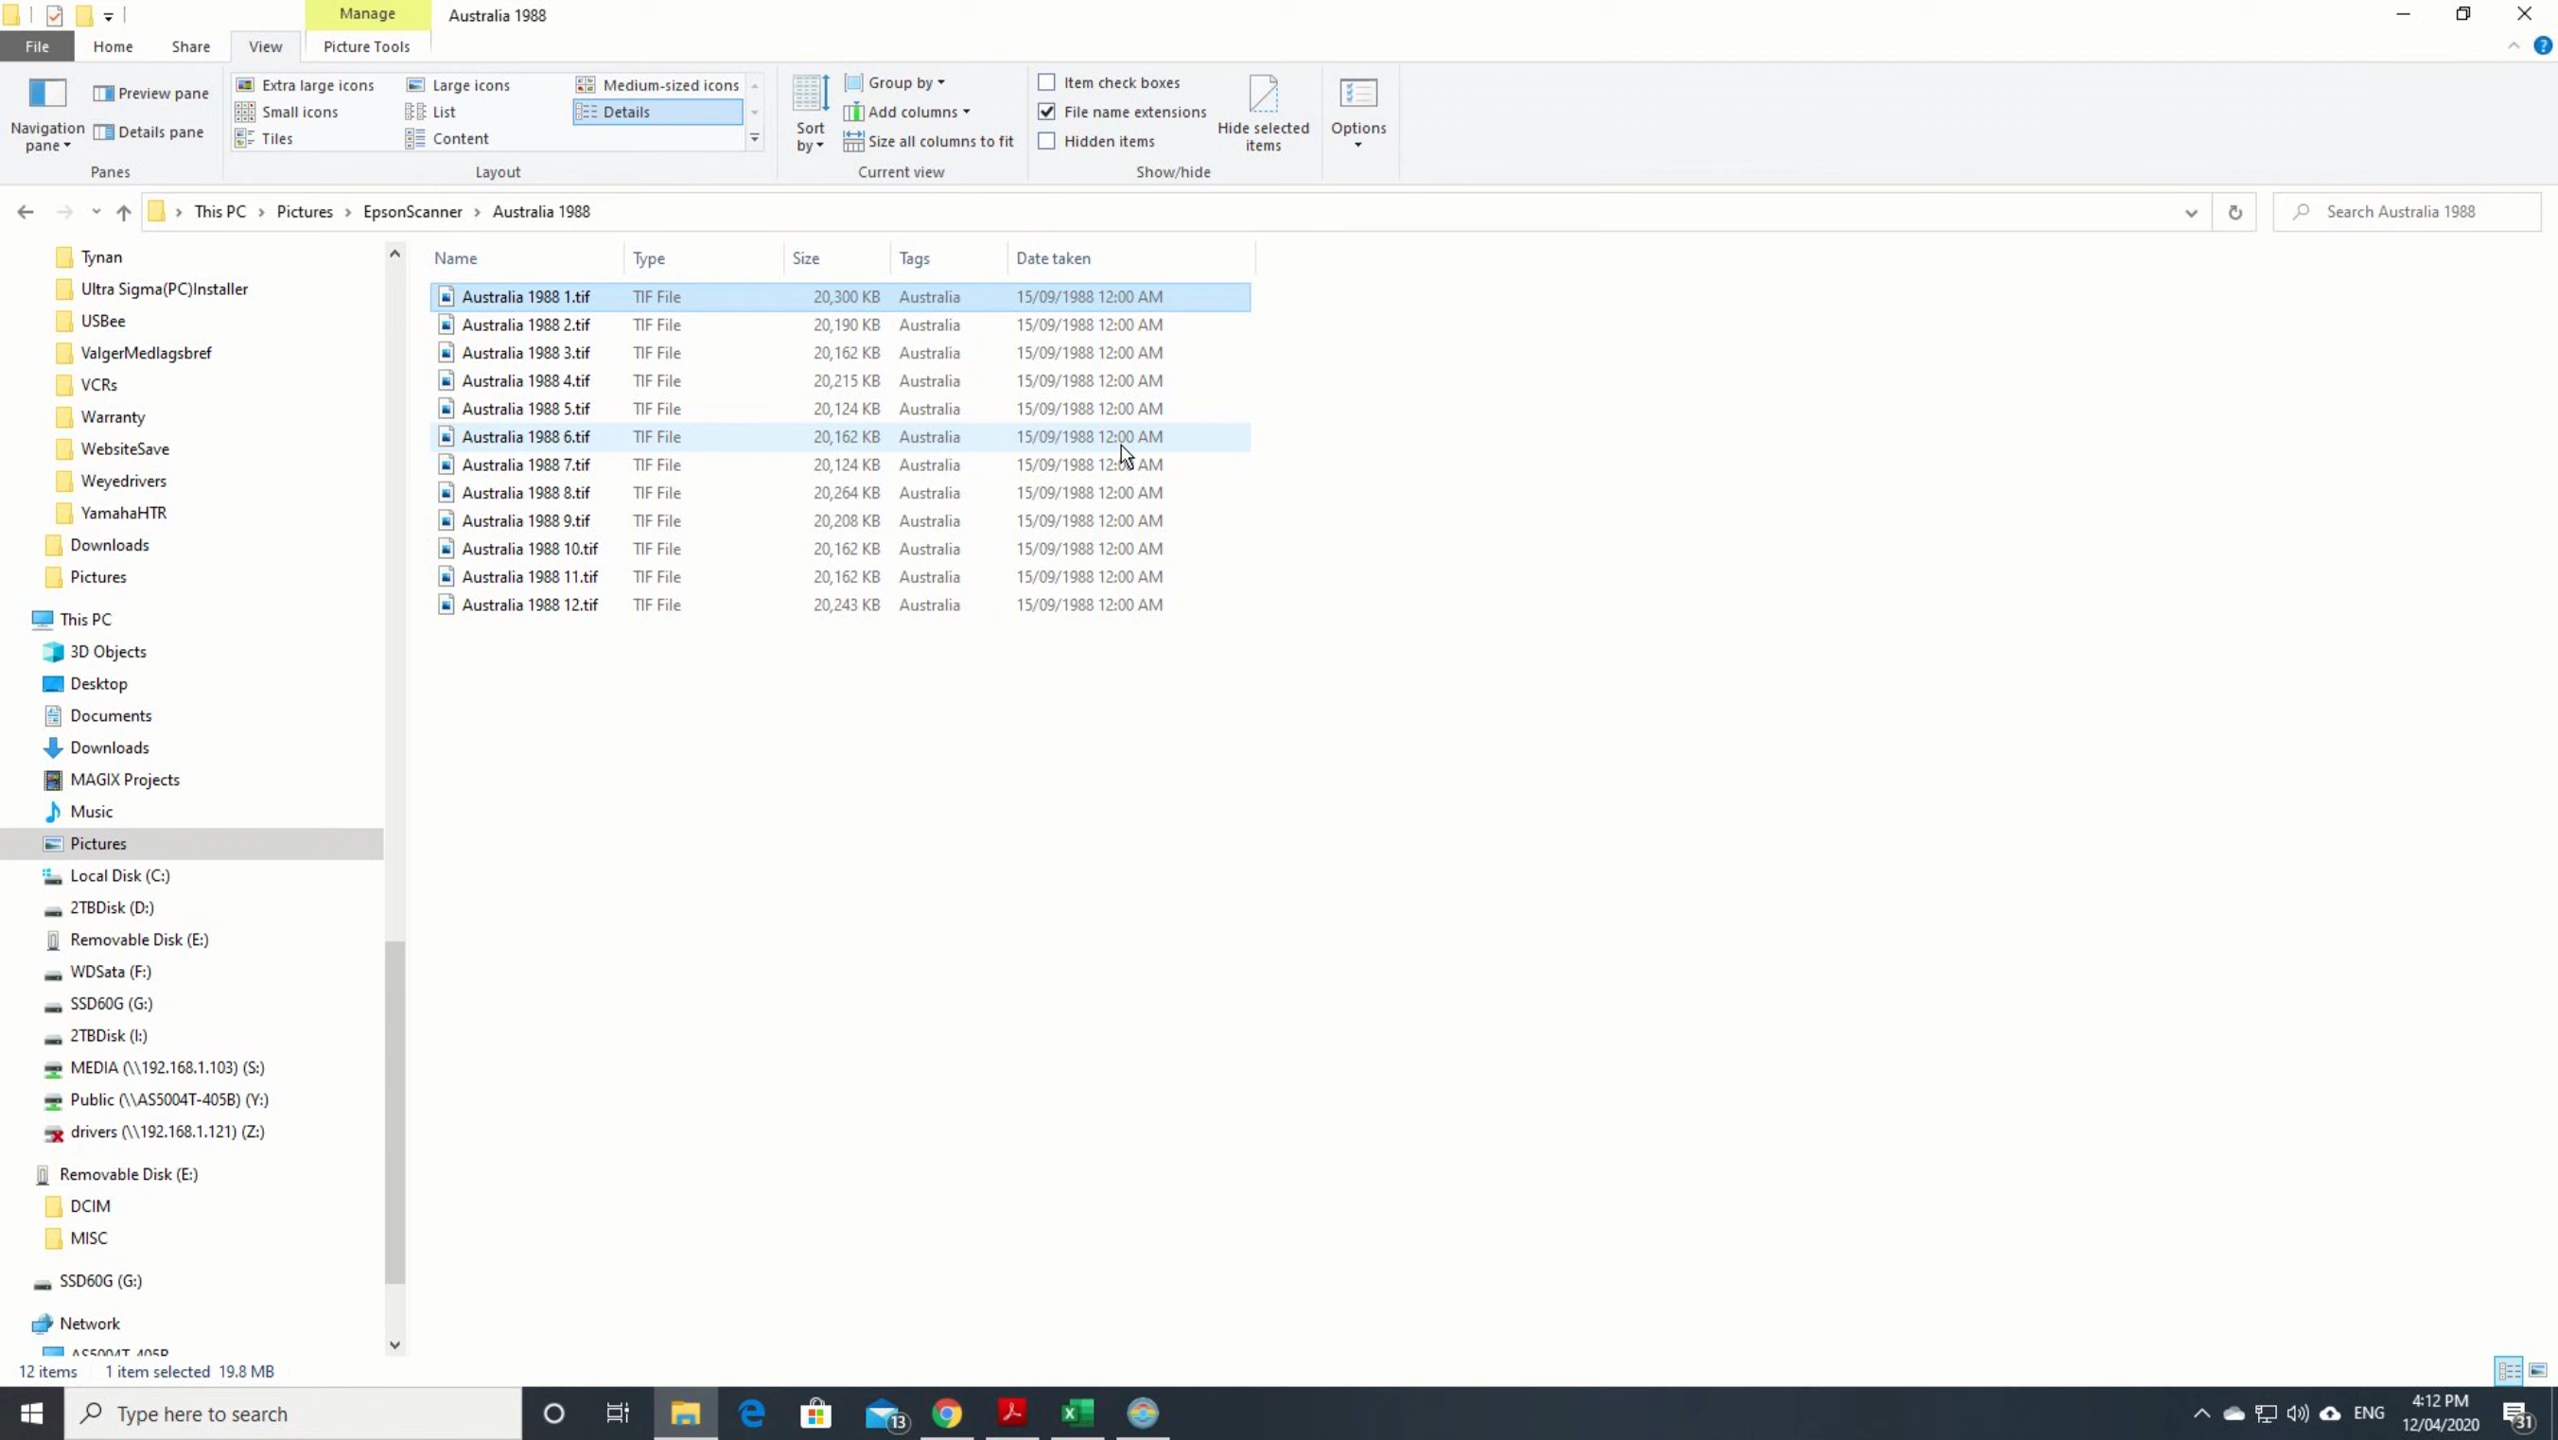 Manage
Australia 1988
File
Home
Share
View
Picture Tools
Navigation pane
Preview pane
Details pane
Panes
Extra large icons
Large icons
Medium-sized icons
Small icons
List
Details
Tiles
Content
Layout
Sort by
Group by
Add columns
Size all columns to fit
Current view
Item check boxes
File name extensions
Hidden items
Hide selected items
Show/hide
Options
This PC > Pictures > EpsonScanner > Australia 1988
Search Australia 1988
Tynan
Ultra Sigma(PC)Installer
USBee
ValgerMedlagsbref
VCRs
Warranty
WebsiteSave
Weyedrivers
YamahaHTR
Downloads
Pictures
This PC
3D Objects
Desktop
Documents
Downloads
MAGIX Projects
Music
Pictures
Local Disk (C:)
2TBDisk (D:)
Removable Disk (E:)
WDSata (F:)
SSD60G (G:)
2TBDisk (I:)
MEDIA (\\192.168.1.103) (S:)
Public (\\AS5004T-405B) (Y:)
drivers (\\192.168.1.121) (Z:)
Removable Disk (E:)
DCIM
MISC
SSD60G (G:)
Network
AS5004T-405B
Name Type Size Tags Date taken
Australia 1988 1.tif TIF File 20,300 KB Australia 15/09/1988 12:00 AM
Australia 1988 2.tif TIF File 20,190 KB Australia 15/09/1988 12:00 AM
Australia 1988 3.tif TIF File 20,162 KB Australia 15/09/1988 12:00 AM
Australia 1988 4.tif TIF File 20,215 KB Australia 15/09/1988 12:00 AM
Australia 1988 5.tif TIF File 20,124 KB Australia 15/09/1988 12:00 AM
Australia 1988 6.tif TIF File 20,162 KB Australia 15/09/1988 12:00 AM
Australia 1988 7.tif TIF File 20,124 KB Australia 15/09/1988 12:00 AM
Australia 1988 8.tif TIF File 20,264 KB Australia 15/09/1988 12:00 AM
Australia 1988 9.tif TIF File 20,208 KB Australia 15/09/1988 12:00 AM
Australia 1988 10.tif TIF File 20,162 KB Australia 15/09/1988 12:00 AM
Australia 1988 11.tif TIF File 20,162 KB Australia 15/09/1988 12:00 AM
Australia 1988 12.tif TIF File 20,243 KB Australia 15/09/1988 12:00 AM
12 items 1 item selected 19.8 MB
Type here to search
13
ENG
4:12 PM
12/04/2020
31